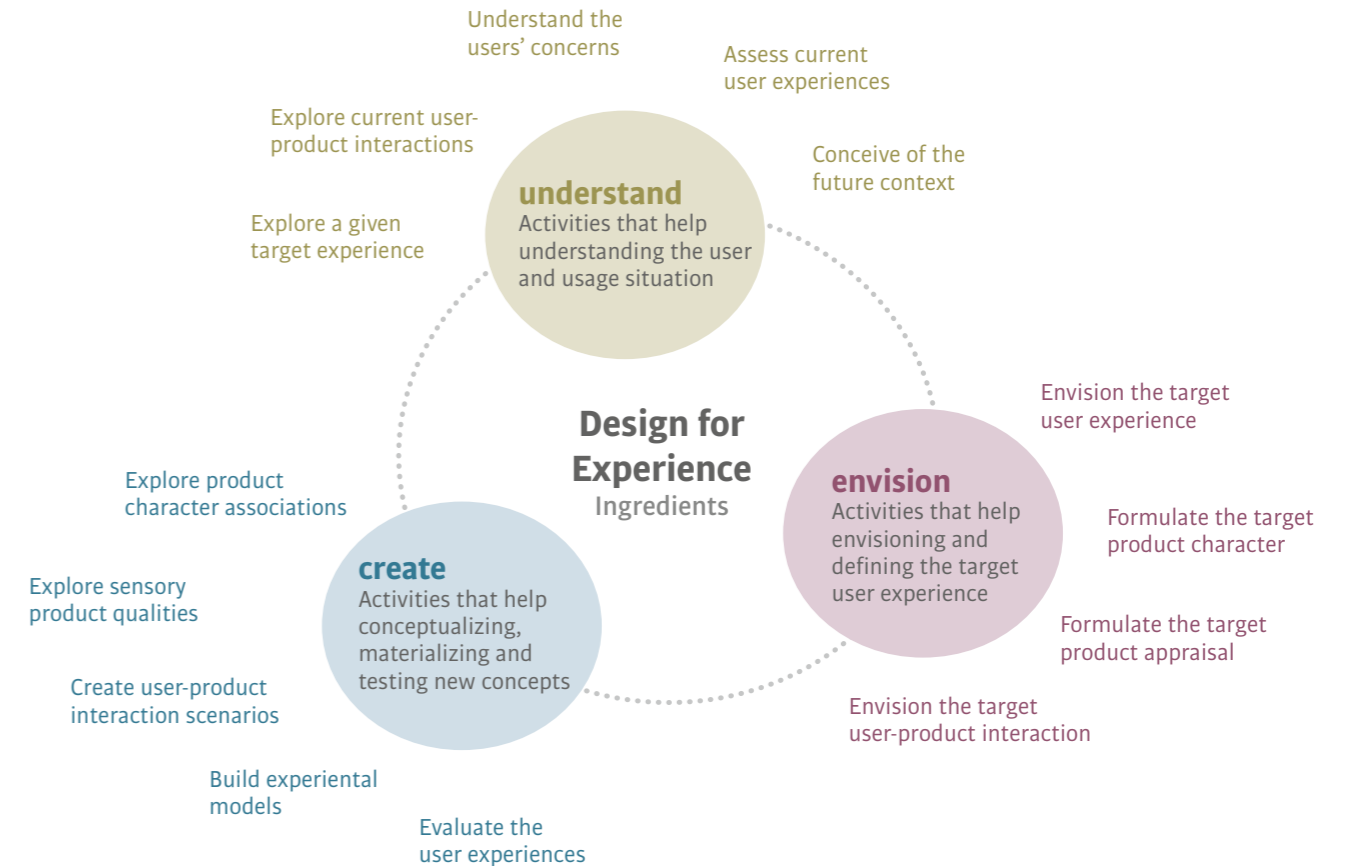 Understand the
users’ concerns
Assess current
user experiences
Explore current user-
product interactions
Conceive of the
future context
Explore a given
target experience
understand
Activities that help
understanding the user
and usage situation
Design for
Experience
Ingredients
Envision the target
user experience
envision
Activities that help
envisioning and
defining the target
user experience
Formulate the target
product character
Formulate the target
product appraisal
Envision the target
user-product interaction
Explore product
character associations
create
Activities that help
conceptualizing,
materializing and
testing new concepts
Explore sensory
product qualities
Create user-product
interaction scenarios
Build experiental
models
Evaluate the
user experiences